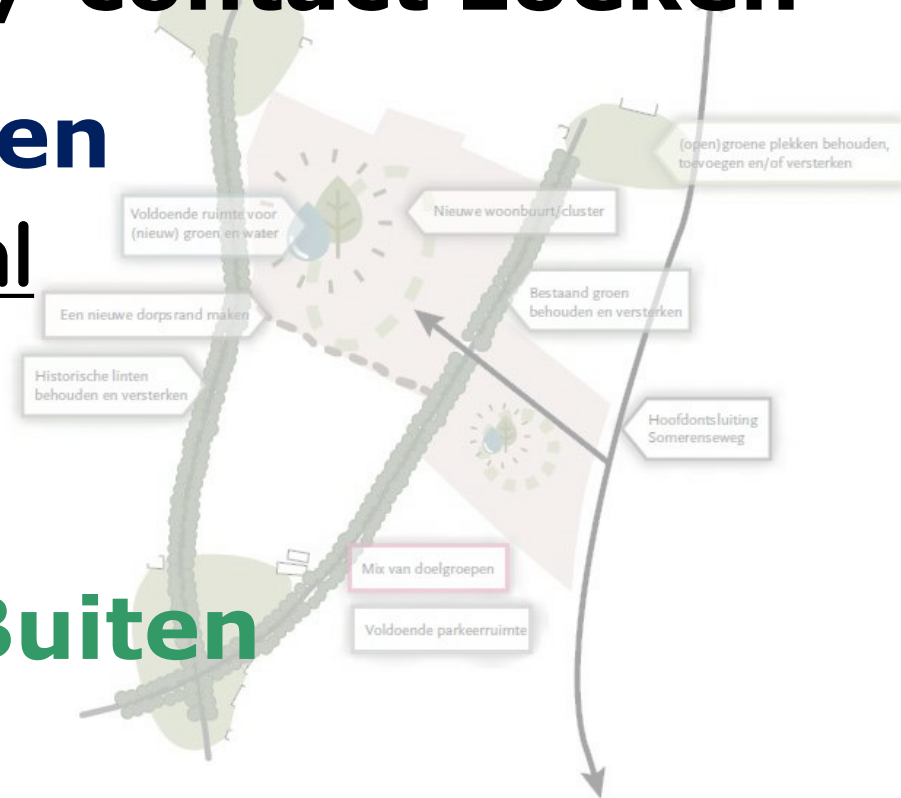 contact zoeken
en
(open)groene plekken behouden,
toevoegen en/of versterken
Voldoende ruimte voor
(nieuw) groen en water
Nieuwe woonbuurt/cluster
al
Bestaand groen
behouden en versterken
Een nieuwe dorpsrand maken
Historische linten
behouden en versterken
Hoofdontsluiting
Somerenseweg
Mix van doelgroepen
Buiten
Voldoende parkeerruimte